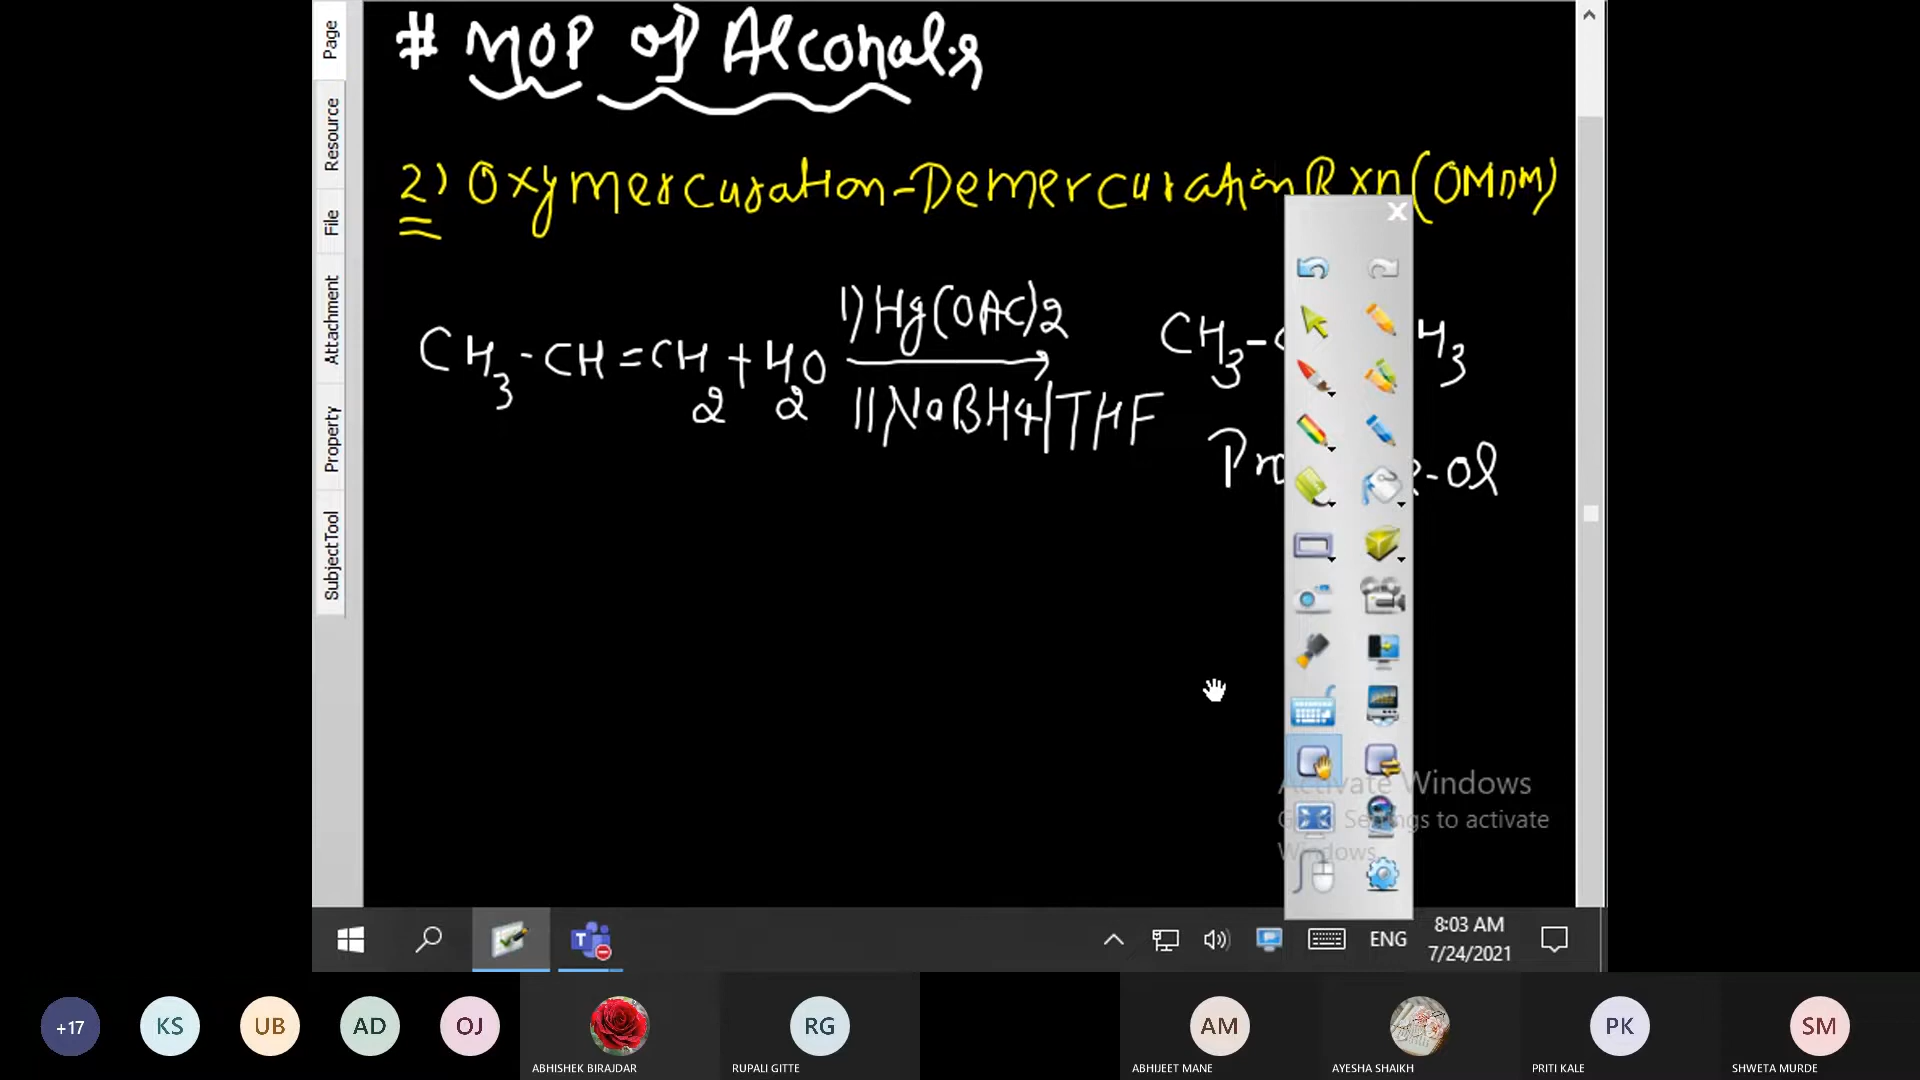 Page
Resource
File
Attachment
Property
SubjectTool
# MOP of Alcohals
2) Oxymercuration-Demercuration Rxn(OMDM)
1) Hg(OAC)2
CH3-CH=CH2+H2O
CH3- H3
11 NaBH4/THF
-ol
X
Activate Windows
Go to Settings to activate
Windows.
T
ENG
8:03 AM
7/24/2021
+17
KS
UB
AD
OJ
RG
AM
PK
SM
ABHISHEK BIRAJDAR
RUPALI GITTE
ABHIJEET MANE
AYESHA SHAIKH
PRITI KALE
SHWETA MURDE